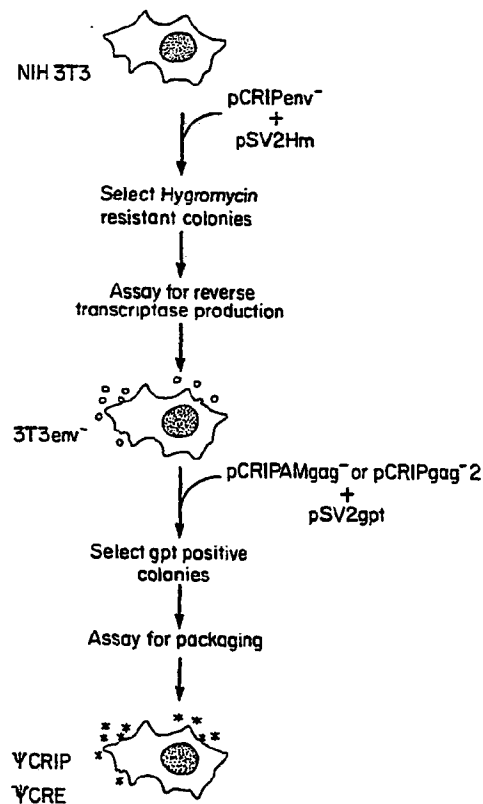 NIH 3T3
pCRIPenv⁻
+
pSV2Hm
Select Hygromycin
resistant colonies
Assay for reverse
transcriptase production
3T3env⁻
pCRIPAMgag⁻ or pCRIPgag⁻2
+
pSV2gpt
Select gpt positive
colonies
Assay for packaging
ΨCRIP
ΨCRE